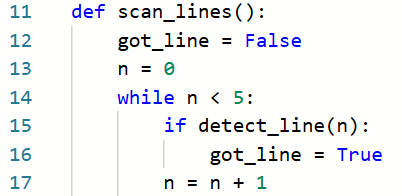 11 def scan_lines():
12     got_line = False
13     n = 0
14     while n < 5:
15         if detect_line(n):
16             got_line = True
17         n = n + 1